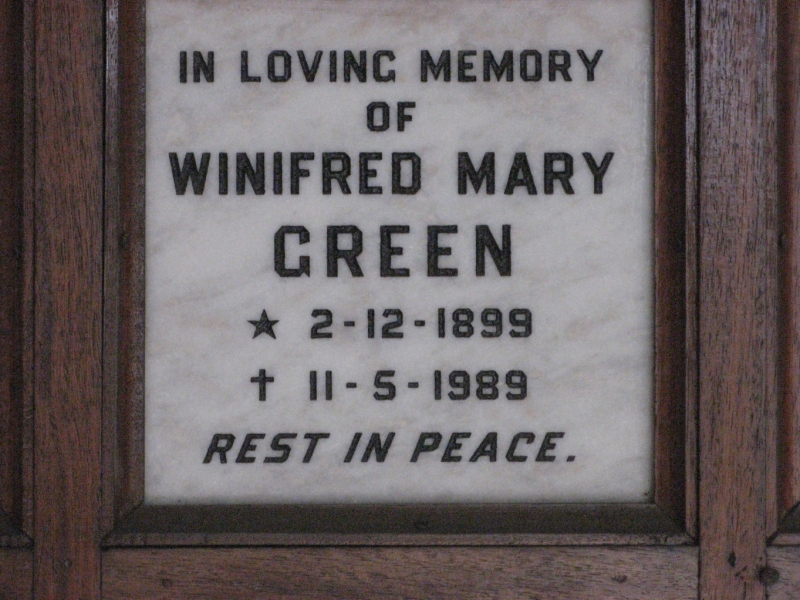 IN LOVING MEMORY
OF
WINIFRED MARY
GREEN
★ 2-12-1899
✝ 11-5-1989
REST IN PEACE.